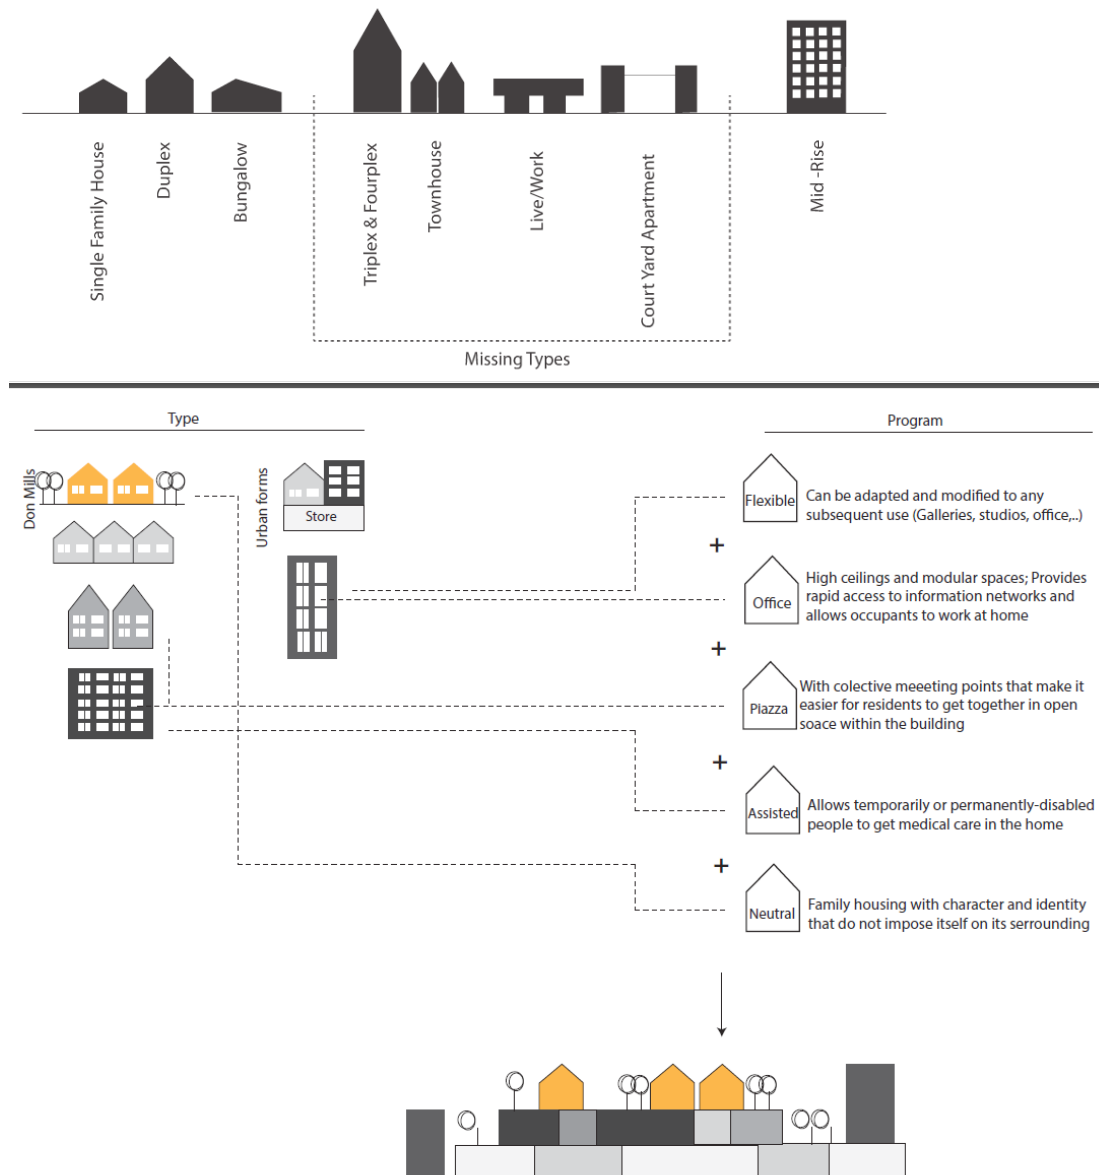 Single Family House
Duplex
Bungalow
Triplex & Fourplex
Townhouse
Live/Work
Court Yard Apartment
Mid -Rise
Missing Types
Type
Program
Don Mills
Urban forms
Store
Flexible
Can be adapted and modified to any
subsequent use (Galleries, studios, office,..)
+
Office
High ceilings and modular spaces; Provides
rapid access to information networks and
allows occupants to work at home
+
Piazza
With colective meeeting points that make it
easier for residents to get together in open
soace within the building
+
Assisted
Allows temporarily or permanently-disabled
people to get medical care in the home
+
Neutral
Family housing with character and identity
that do not impose itself on its serrounding